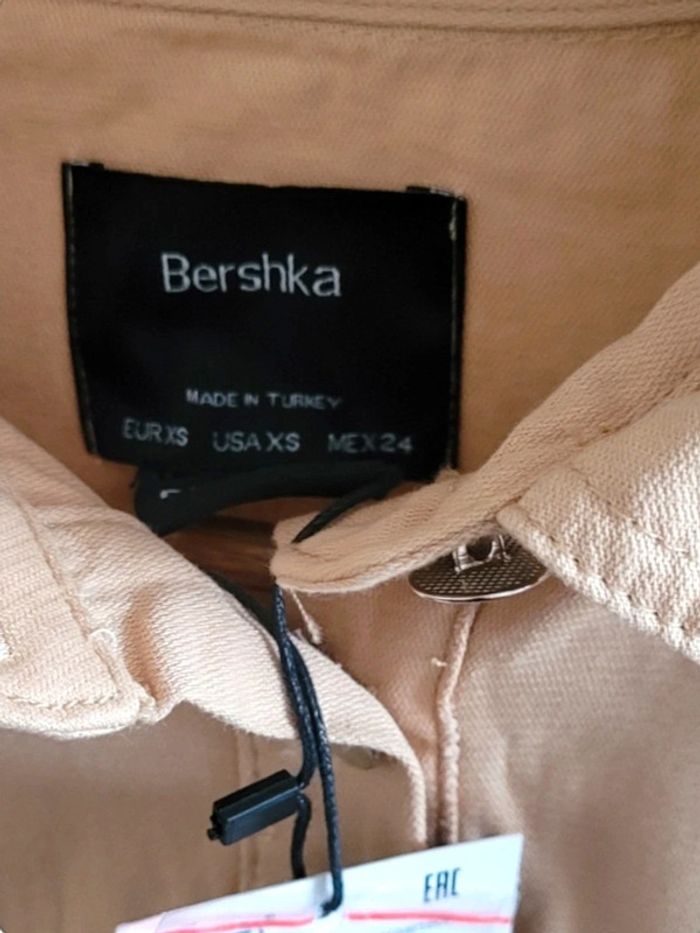 Bershka
MADE IN TURKEY
EUR XS USA XS MEX 24
EAC